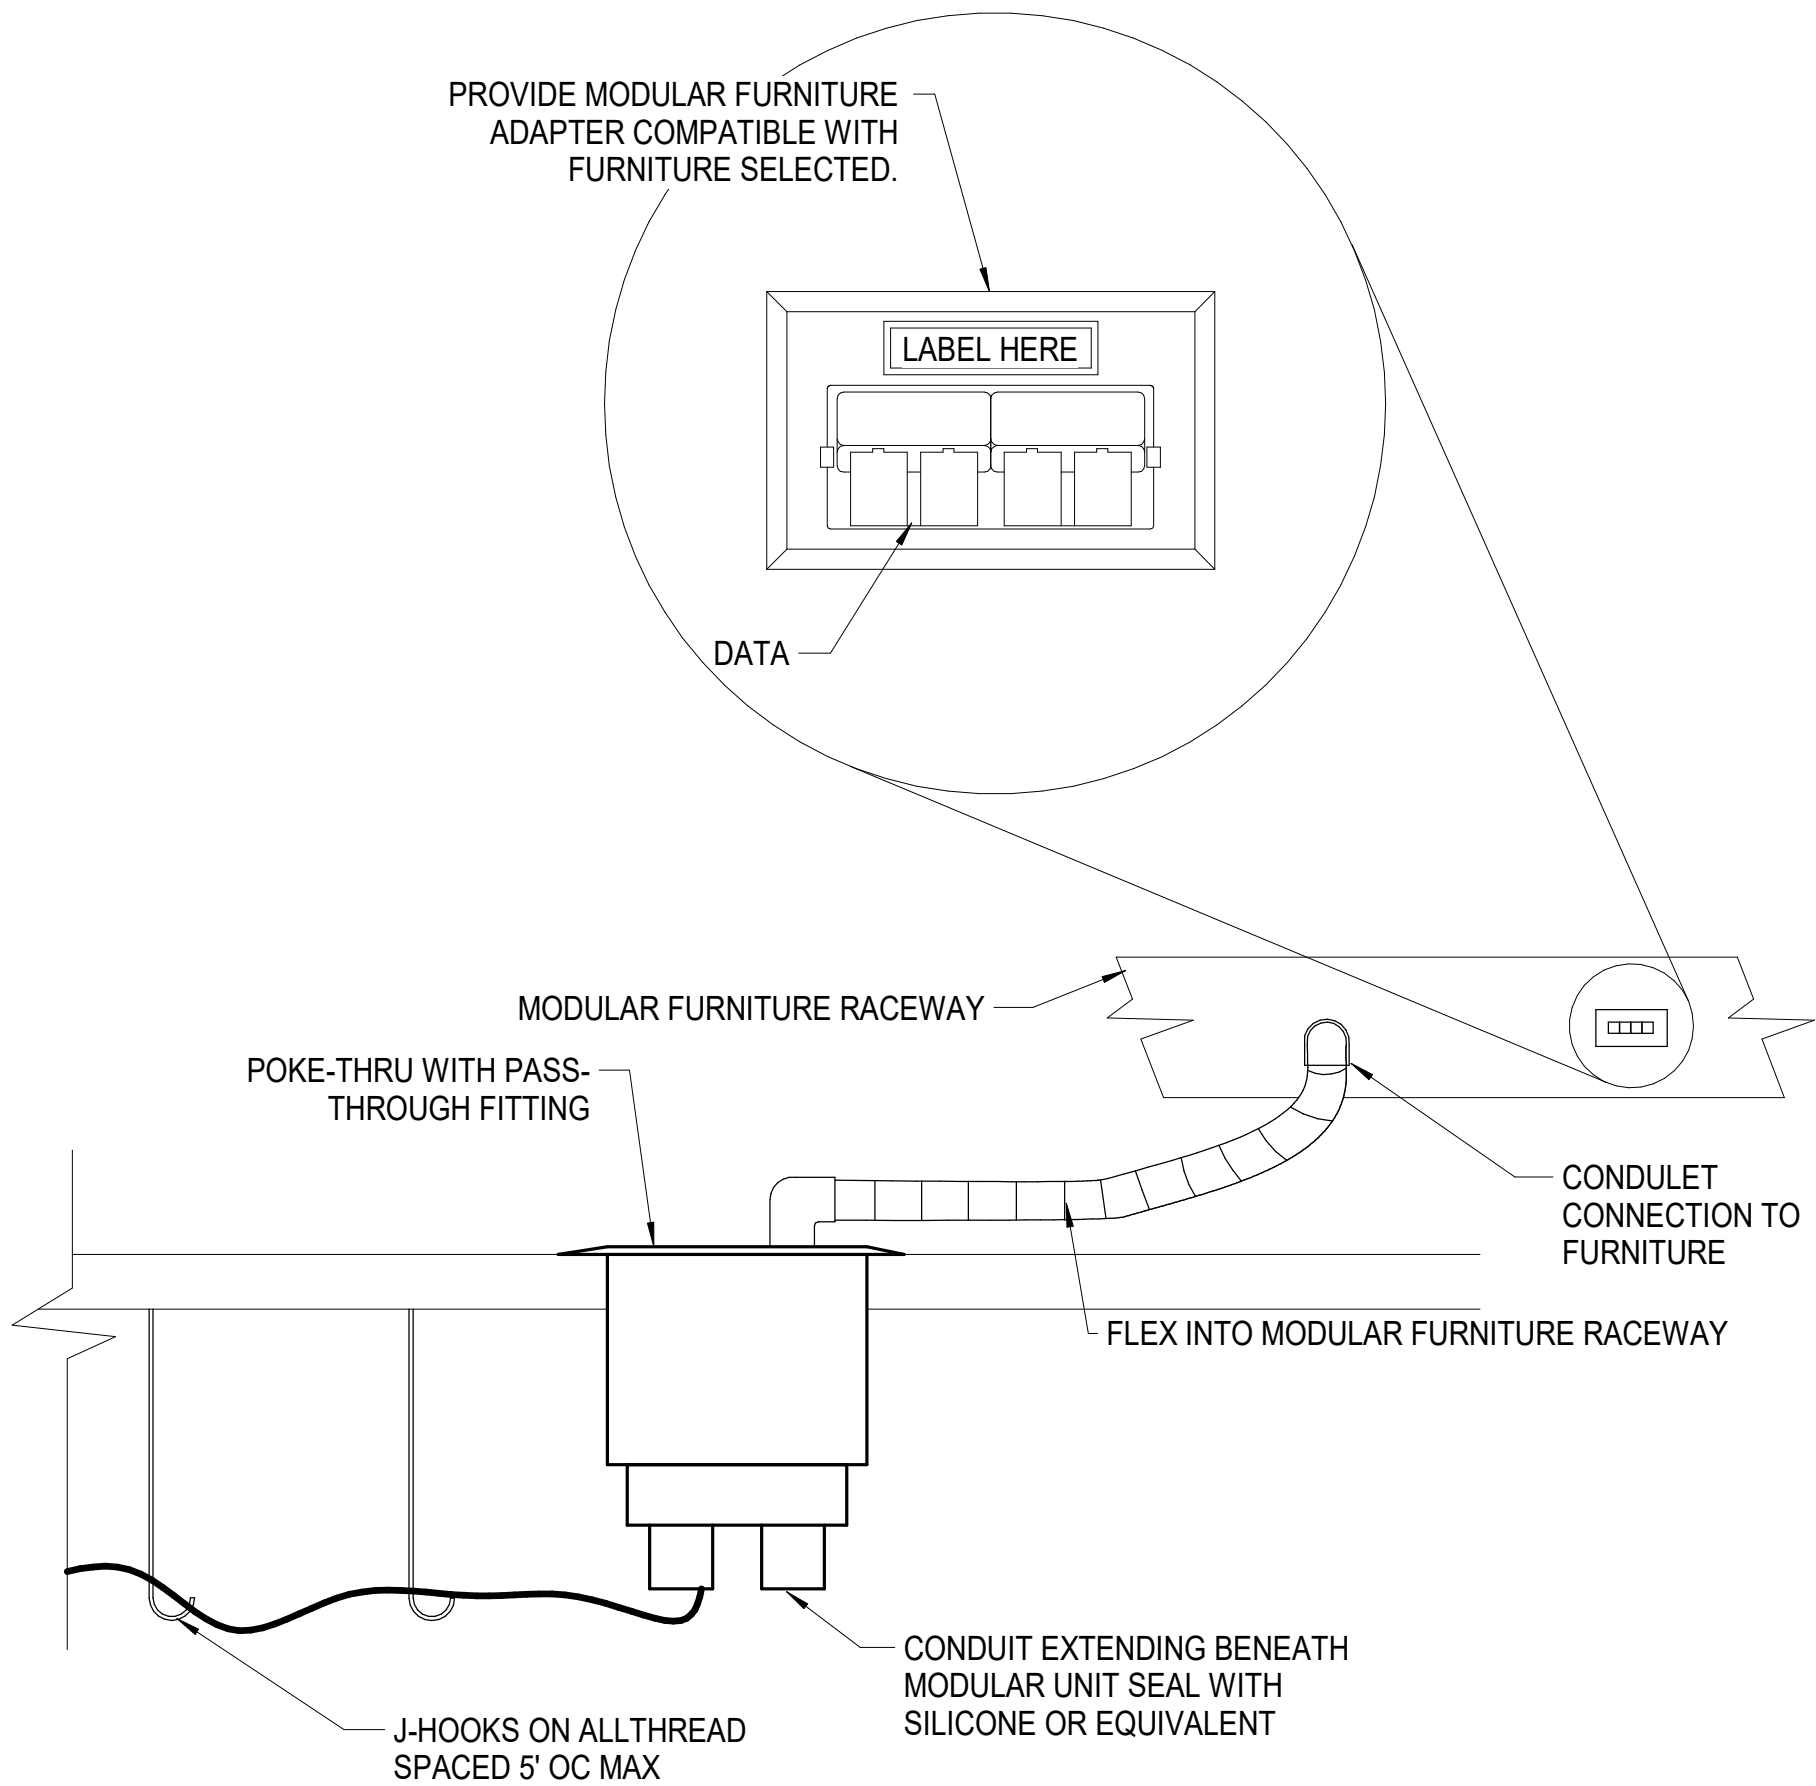 PROVIDE MODULAR FURNITURE
ADAPTER COMPATIBLE WITH
FURNITURE SELECTED.
LABEL HERE
DATA
MODULAR FURNITURE RACEWAY
POKE-THRU WITH PASS-
THROUGH FITTING
CONDULET
CONNECTION TO
FURNITURE
FLEX INTO MODULAR FURNITURE RACEWAY
CONDUIT EXTENDING BENEATH
MODULAR UNIT SEAL WITH
SILICONE OR EQUIVALENT
J-HOOKS ON ALLTHREAD
SPACED 5' OC MAX